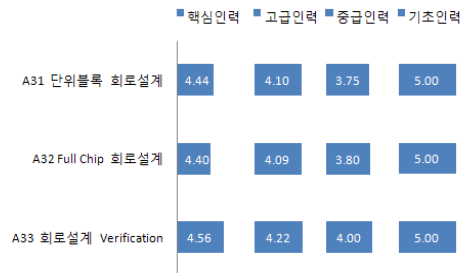 핵심인력 고급인력 중급인력 기초인력
A31 단위블록 회로설계 4.44 4.10 3.75 5.00
A32 Full Chip 회로설계 4.40 4.09 3.80 5.00
A33 회로설계 Verification 4.56 4.22 4.00 5.00